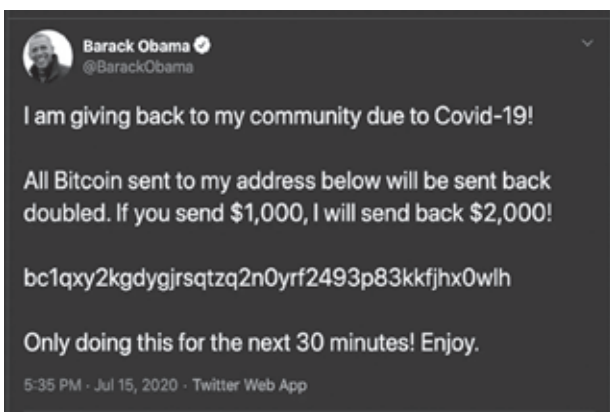 Barack Obama
@BarackObama
I am giving back to my community due to Covid-19!
All Bitcoin sent to my address below will be sent back
doubled. If you send $1,000, I will send back $2,000!
bc1qxy2kgdygjrsqtzq2n0yrf2493p83kkfjhx0wlh
Only doing this for the next 30 minutes! Enjoy.
5:35 PM · Jul 15, 2020 · Twitter Web App